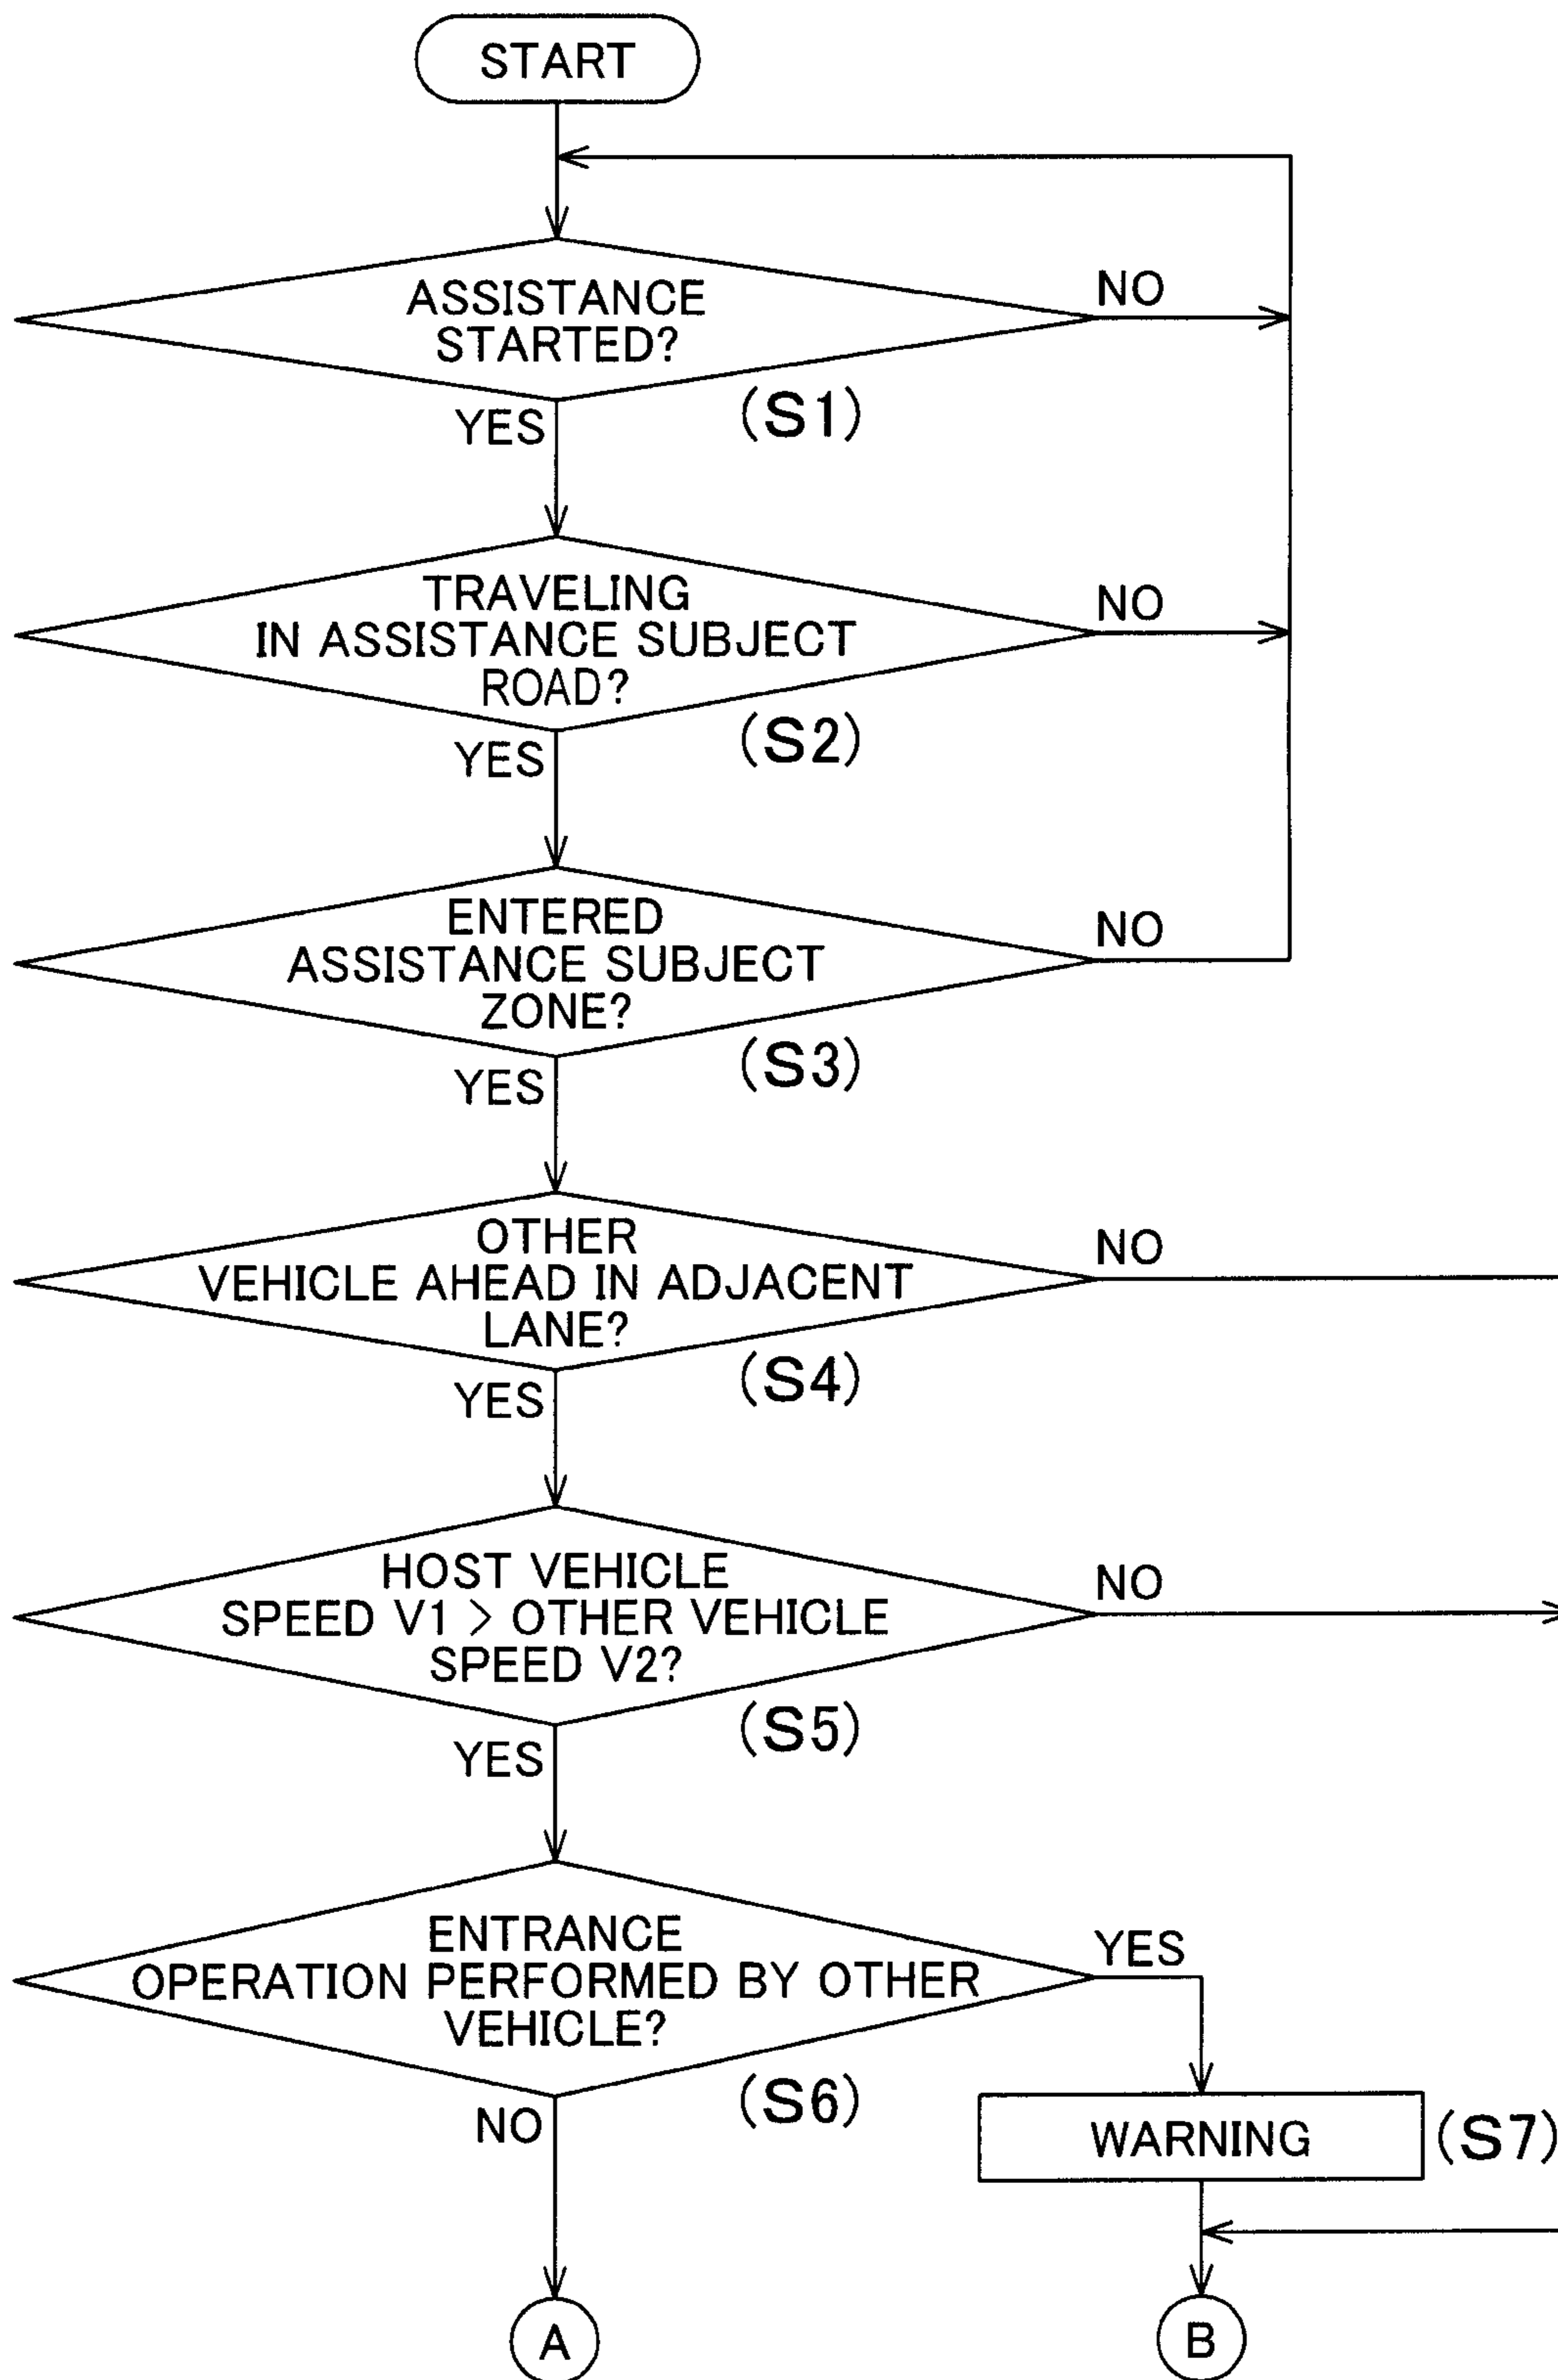 START
ASSISTANCE
STARTED?
NO
(S1)
YES
TRAVELING
IN ASSISTANCE SUBJECT
ROAD?
NO
(S2)
YES
ENTERED
ASSISTANCE SUBJECT
ZONE?
NO
(S3)
YES
OTHER
VEHICLE AHEAD IN ADJACENT
LANE?
NO
(S4)
YES
HOST VEHICLE
SPEED V1 > OTHER VEHICLE
SPEED V2?
NO
(S5)
YES
ENTRANCE
OPERATION PERFORMED BY OTHER
VEHICLE?
YES
(S6)
NO
WARNING
(S7)
A
B